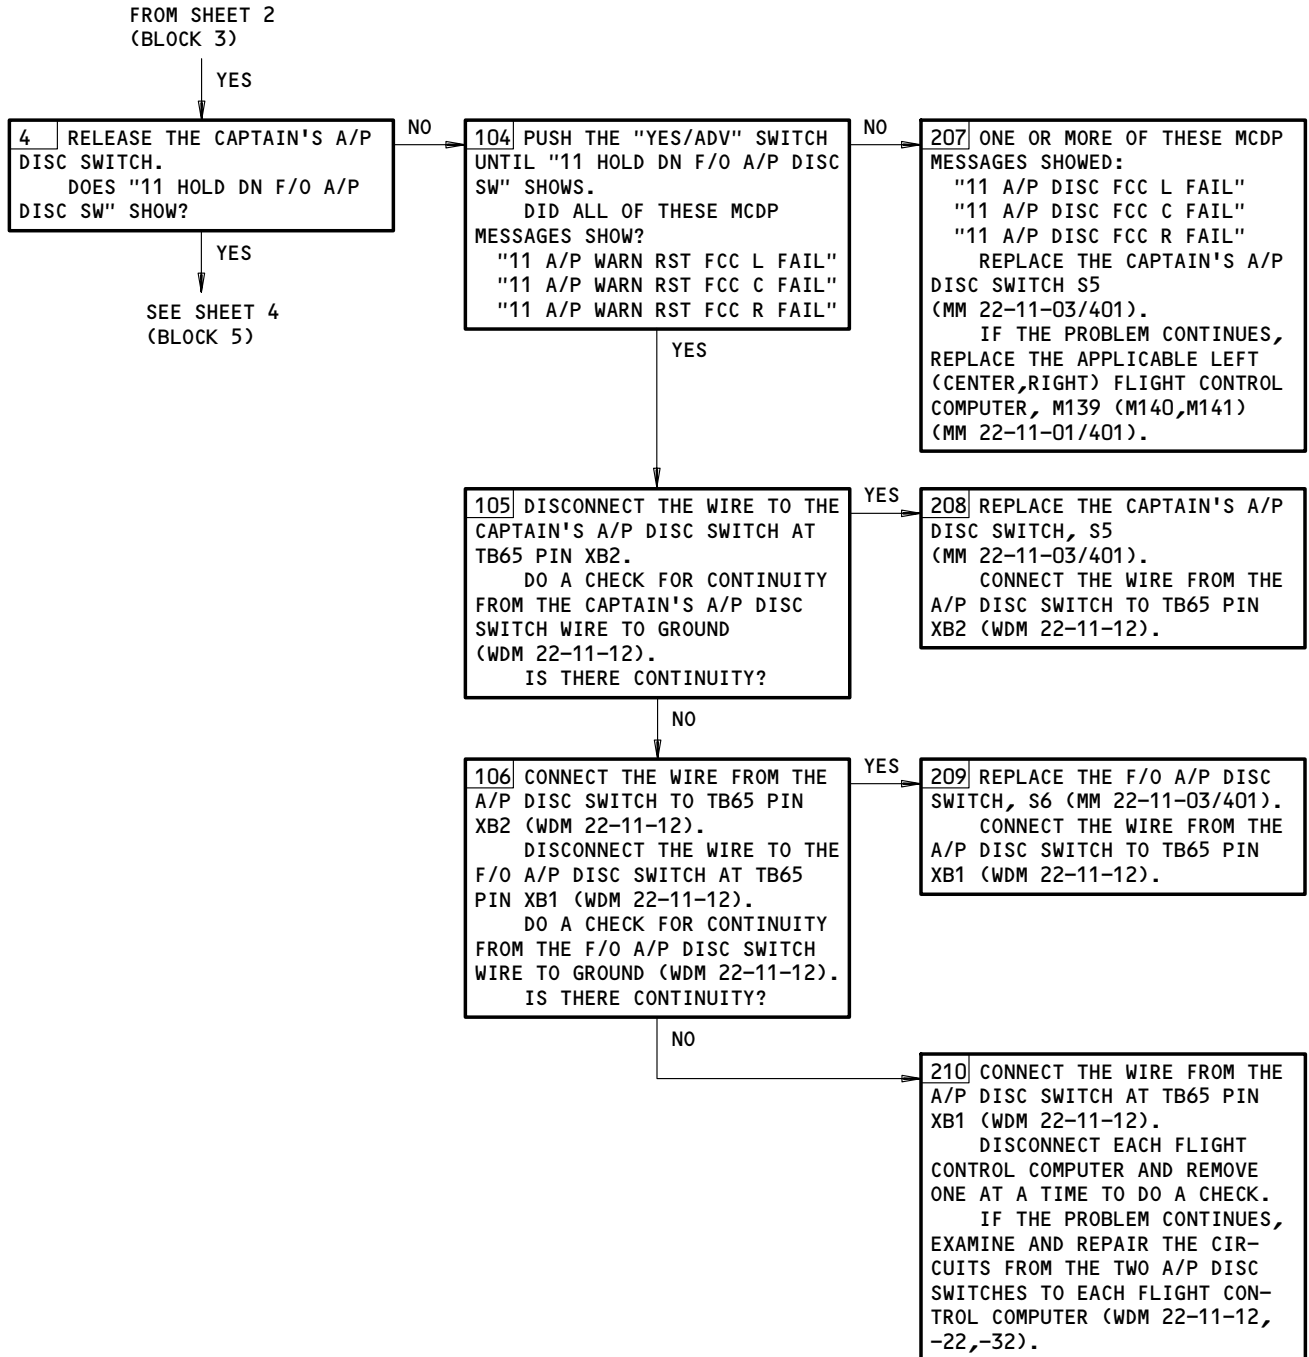 FROM SHEET 2
(BLOCK 3)
YES
4 RELEASE THE CAPTAIN'S A/P
DISC SWITCH.
DOES "11 HOLD DN F/O A/P
DISC SW" SHOW?
NO
YES
SEE SHEET 4
(BLOCK 5)
104 PUSH THE "YES/ADV" SWITCH
UNTIL "11 HOLD DN F/O A/P DISC
SW" SHOWS.
DID ALL OF THESE MCDP
MESSAGES SHOW?
"11 A/P WARN RST FCC L FAIL"
"11 A/P WARN RST FCC C FAIL"
"11 A/P WARN RST FCC R FAIL"
NO
YES
207 ONE OR MORE OF THESE MCDP
MESSAGES SHOWED:
"11 A/P DISC FCC L FAIL"
"11 A/P DISC FCC C FAIL"
"11 A/P DISC FCC R FAIL"
REPLACE THE CAPTAIN'S A/P
DISC SWITCH S5
(MM 22-11-03/401).
IF THE PROBLEM CONTINUES,
REPLACE THE APPLICABLE LEFT
(CENTER,RIGHT) FLIGHT CONTROL
COMPUTER, M139 (M140,M141)
(MM 22-11-01/401).
105 DISCONNECT THE WIRE TO THE
CAPTAIN'S A/P DISC SWITCH AT
TB65 PIN XB2.
DO A CHECK FOR CONTINUITY
FROM THE CAPTAIN'S A/P DISC
SWITCH WIRE TO GROUND
(WDM 22-11-12).
IS THERE CONTINUITY?
YES
NO
208 REPLACE THE CAPTAIN'S A/P
DISC SWITCH, S5
(MM 22-11-03/401).
CONNECT THE WIRE FROM THE
A/P DISC SWITCH TO TB65 PIN
XB2 (WDM 22-11-12).
106 CONNECT THE WIRE FROM THE
A/P DISC SWITCH TO TB65 PIN
XB2 (WDM 22-11-12).
DISCONNECT THE WIRE TO THE
F/O A/P DISC SWITCH AT TB65
PIN XB1 (WDM 22-11-12).
DO A CHECK FOR CONTINUITY
FROM THE F/O A/P DISC SWITCH
WIRE TO GROUND (WDM 22-11-12).
IS THERE CONTINUITY?
YES
NO
209 REPLACE THE F/O A/P DISC
SWITCH, S6 (MM 22-11-03/401).
CONNECT THE WIRE FROM THE
A/P DISC SWITCH TO TB65 PIN
XB1 (WDM 22-11-12).
210 CONNECT THE WIRE FROM THE
A/P DISC SWITCH AT TB65 PIN
XB1 (WDM 22-11-12).
DISCONNECT EACH FLIGHT
CONTROL COMPUTER AND REMOVE
ONE AT A TIME TO DO A CHECK.
IF THE PROBLEM CONTINUES,
EXAMINE AND REPAIR THE CIR-
CUITS FROM THE TWO A/P DISC
SWITCHES TO EACH FLIGHT CON-
TROL COMPUTER (WDM 22-11-12,
-22,-32).